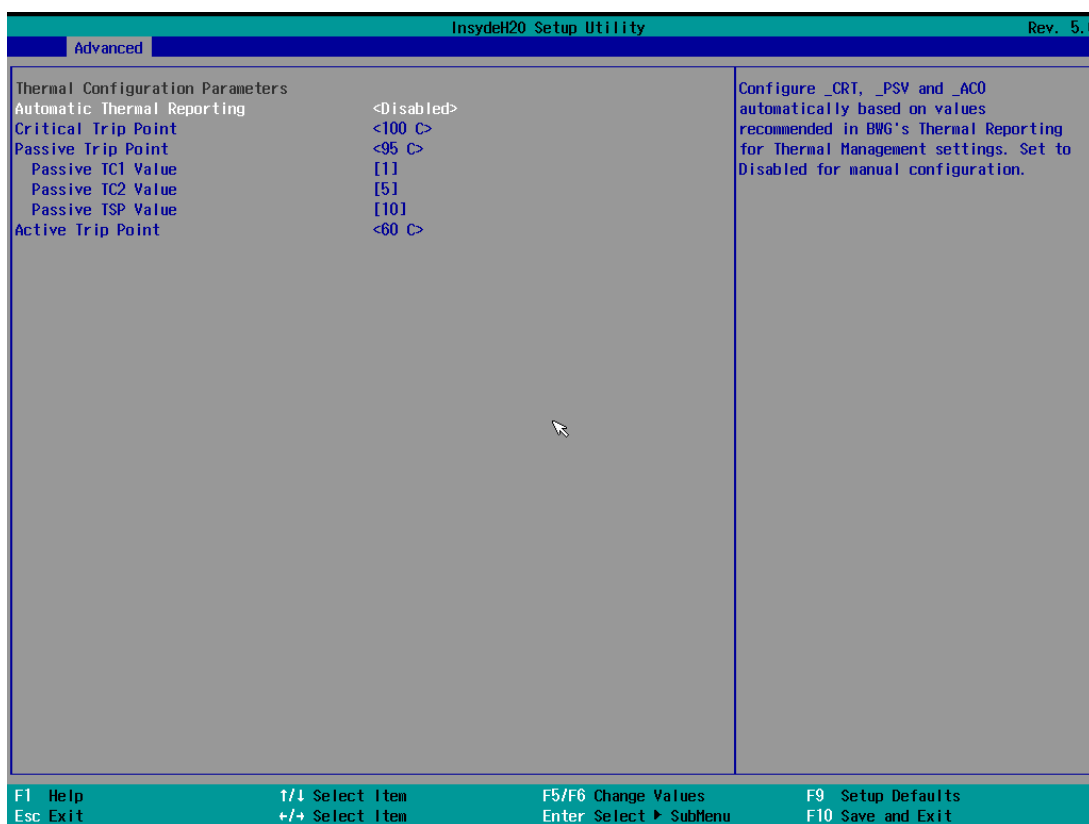 InsydeH20 Setup Utility Rev. 5.
Advanced
Thermal Configuration Parameters
Automatic Thermal Reporting <Disabled>
Critical Trip Point <100 C>
Passive Trip Point <95 C>
Passive TC1 Value [1]
Passive TC2 Value [5]
Passive TSP Value [10]
Active Trip Point <60 C>
Configure _CRT, _PSV and _AC0
automatically based on values
recommended in BWG's Thermal Reporting
for Thermal Management settings. Set to
Disabled for manual configuration.
F1 Help ↑/↓ Select Item F5/F6 Change Values F9 Setup Defaults
Esc Exit ←/→ Select Item Enter Select ▶ SubMenu F10 Save and Exit